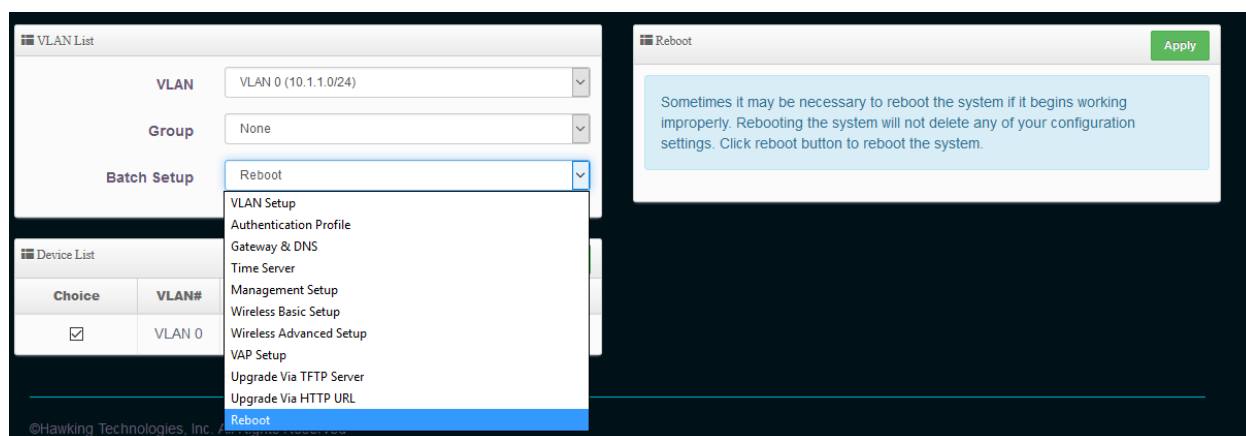 VLAN List
VLAN
VLAN 0 (10.1.1.0/24)
Group
None
Batch Setup
Reboot
VLAN Setup
Authentication Profile
Gateway & DNS
Time Server
Management Setup
Wireless Basic Setup
Wireless Advanced Setup
VAP Setup
Upgrade Via TFTP Server
Upgrade Via HTTP URL
Reboot
Device List
Choice
VLAN#
VLAN 0
Reboot
Apply
Sometimes it may be necessary to reboot the system if it begins working
improperly. Rebooting the system will not delete any of your configuration
settings. Click reboot button to reboot the system.
©Hawking Technologies, Inc.